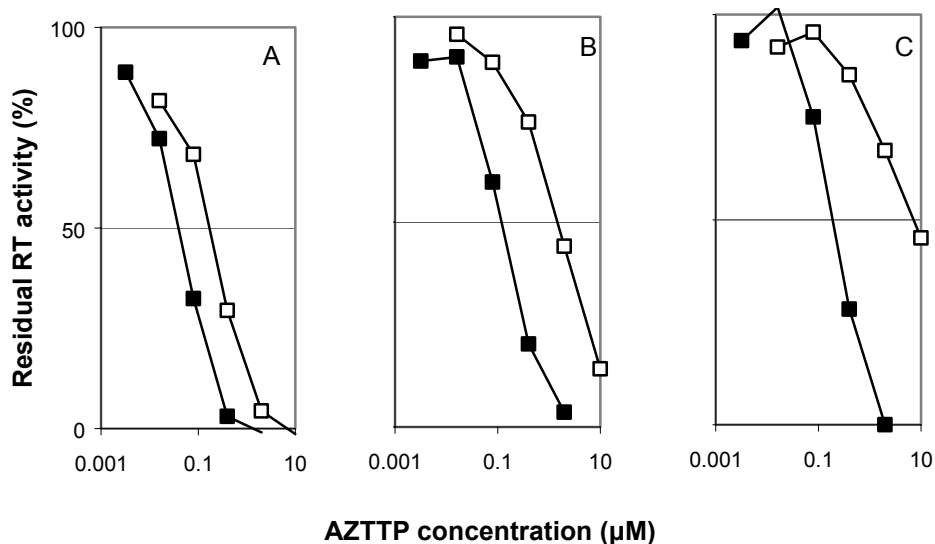 100
50
0
Residual RT activity (%)
A
B
C
0.001 0.1 10
0.001 0.1 10
0.001 0.1 10
AZTTP concentration (µM)